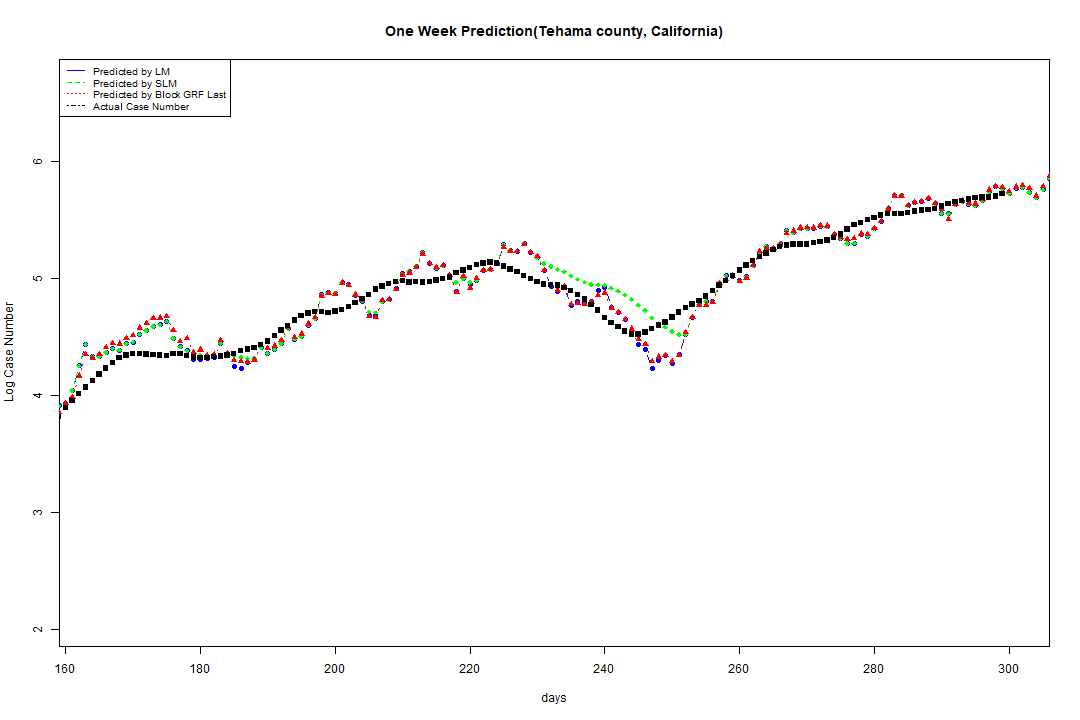 One Week Prediction(Tehama county, California)
Predicted by LM
Predicted by SLM
Predicted by Block GRF Last
Actual Case Number
Log Case Number
6
5
4
3
2
160 180 200 220 240 260 280 300
days